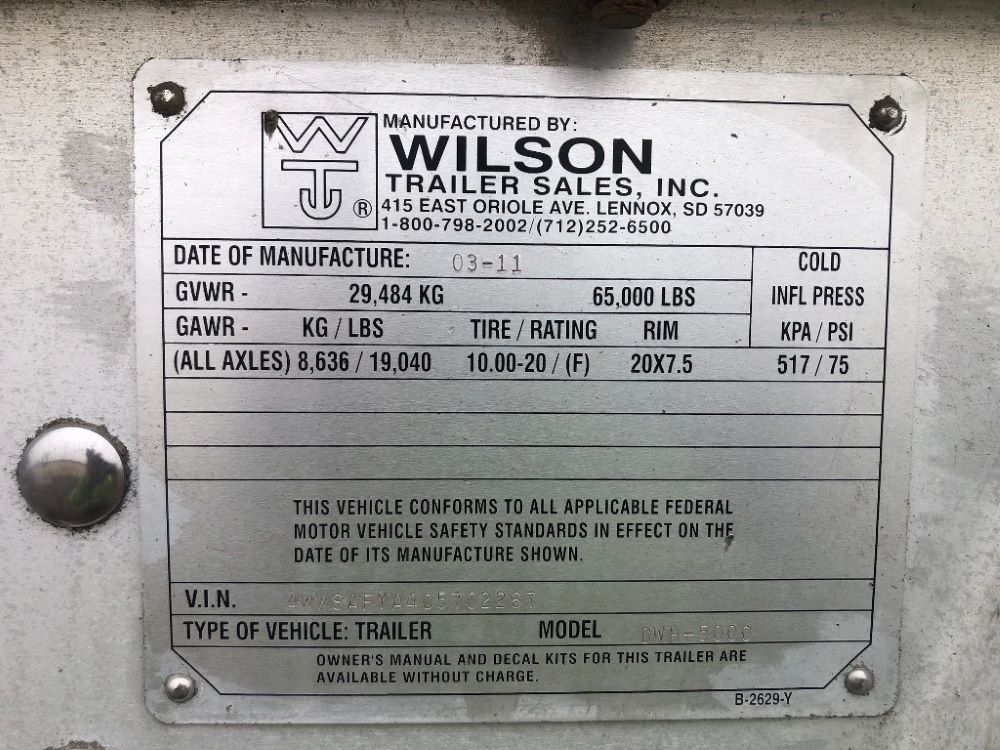 WT ®
MANUFACTURED BY:
WILSON
TRAILER SALES, INC.
415 EAST ORIOLE AVE. LENNOX, SD 57039
1-800-798-2002/(712)252-6500
DATE OF MANUFACTURE: 03-11 COLD
GVWR - 29,484 KG 65,000 LBS INFL PRESS
GAWR - KG / LBS TIRE / RATING RIM KPA / PSI
(ALL AXLES) 8,636 / 19,040 10.00-20 / (F) 20X7.5 517 / 75
THIS VEHICLE CONFORMS TO ALL APPLICABLE FEDERAL
MOTOR VEHICLE SAFETY STANDARDS IN EFFECT ON THE
DATE OF ITS MANUFACTURE SHOWN.
V.I.N.
TYPE OF VEHICLE: TRAILER MODEL DWH-500C
OWNER'S MANUAL AND DECAL KITS FOR THIS TRAILER ARE
AVAILABLE WITHOUT CHARGE.
B-2629-Y